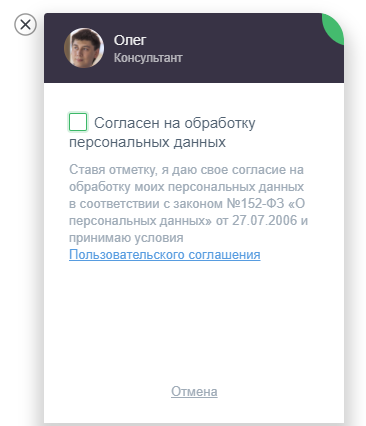 Олег
Консультант
Согласен на обработку
персональных данных
Ставя отметку, я даю свое согласие на
обработку моих персональных данных
в соответствии с законом №152-ФЗ «О
персональных данных» от 27.07.2006 и
принимаю условия
Пользовательского соглашения
Отмена